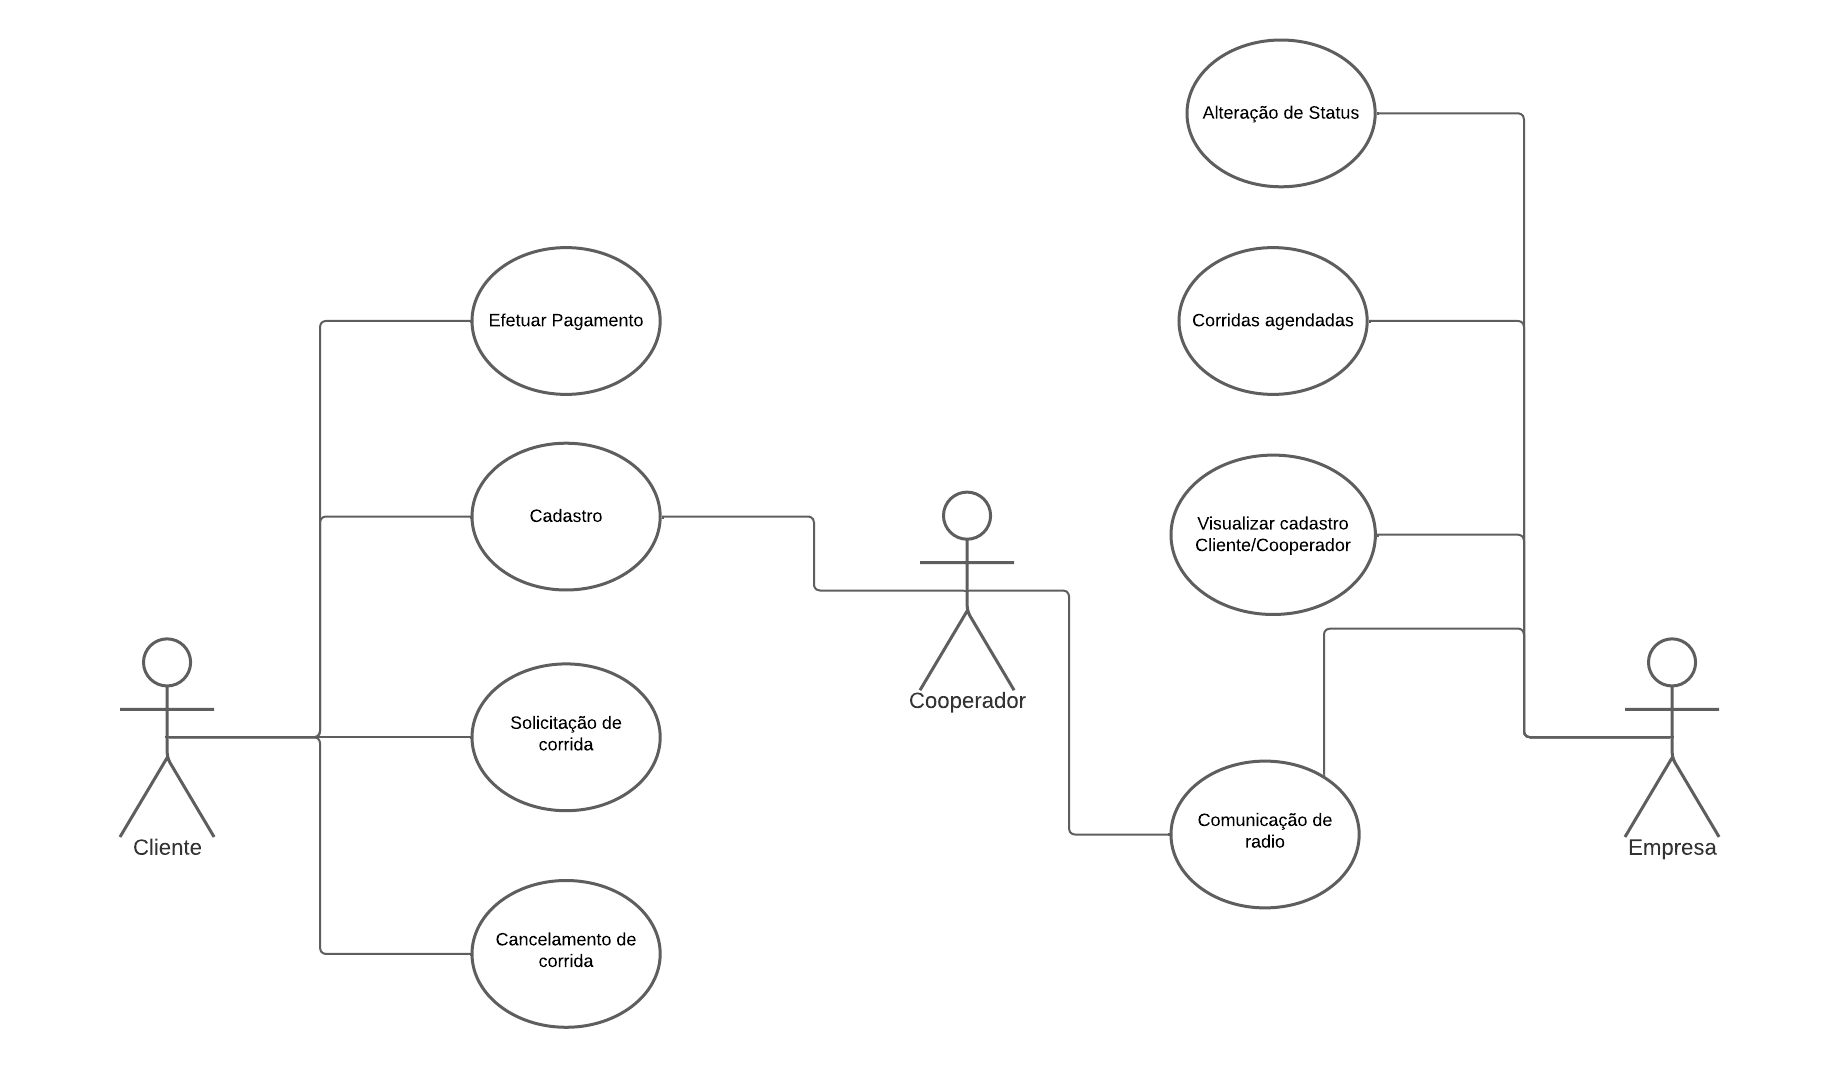 Alteração de Status
Efetuar Pagamento
Corridas agendadas
Cadastro
Visualizar cadastro
Cliente/Cooperador
Cooperador
Solicitação de
corrida
Comunicação de
radio
Cliente
Empresa
Cancelamento de
corrida